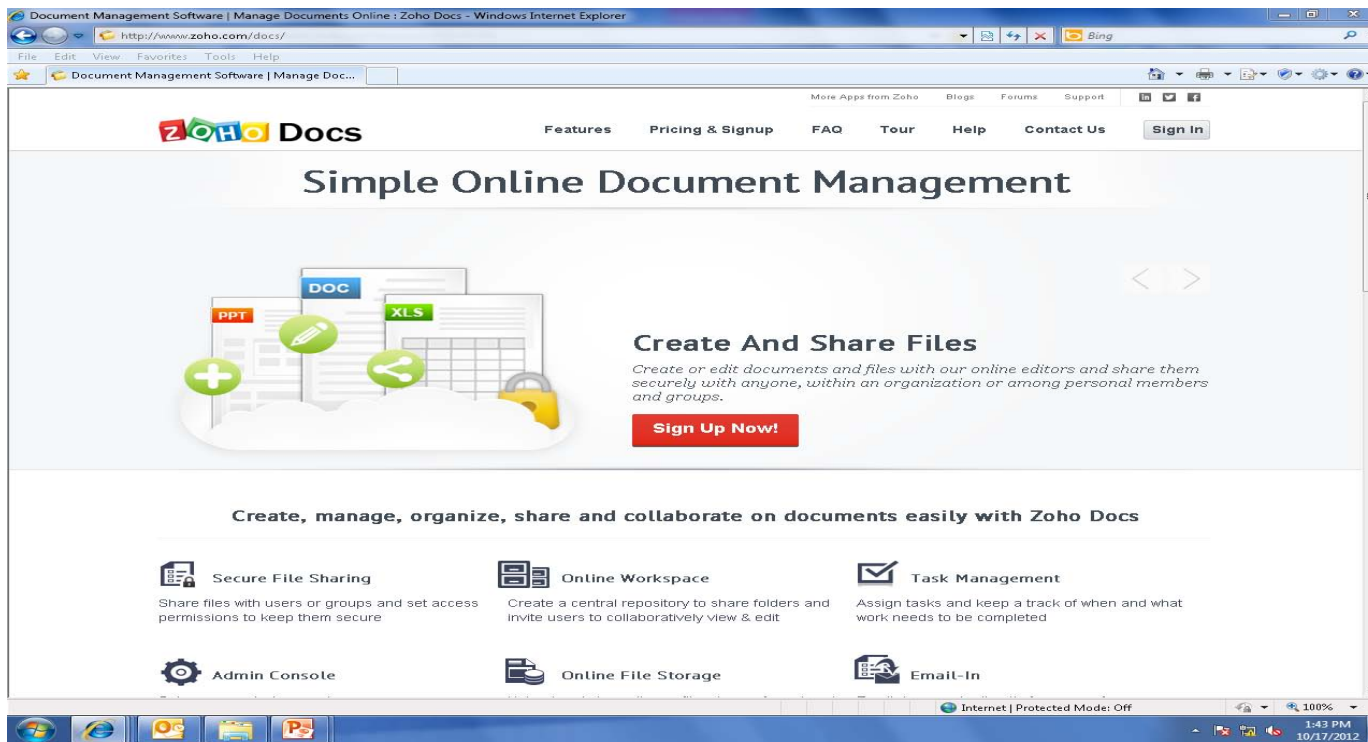 Document Management Software | Manage Documents Online : Zoho Docs - Windows Internet Explorer
http://www.zoho.com/docs/
Bing
File Edit View Favorites Tools Help
Document Management Software | Manage Doc...
More Apps from Zoho Blogs Forums Support in f
ZOHO Docs Features Pricing & Signup FAQ Tour Help Contact Us Sign In
Simple Online Document Management
DOC
PPT
XLS
Create And Share Files
Create or edit documents and files with our online editors and share them
securely with anyone, within an organization or among personal members
and groups.
Sign Up Now!
Create, manage, organize, share and collaborate on documents easily with Zoho Docs
Secure File Sharing
Share files with users or groups and set access
permissions to keep them secure
Online Workspace
Create a central repository to share folders and
invite users to collaboratively view & edit
Task Management
Assign tasks and keep a track of when and what
work needs to be completed
Admin Console
Online File Storage
Email-In
Internet | Protected Mode: Off 100%
1:43 PM
10/17/2012